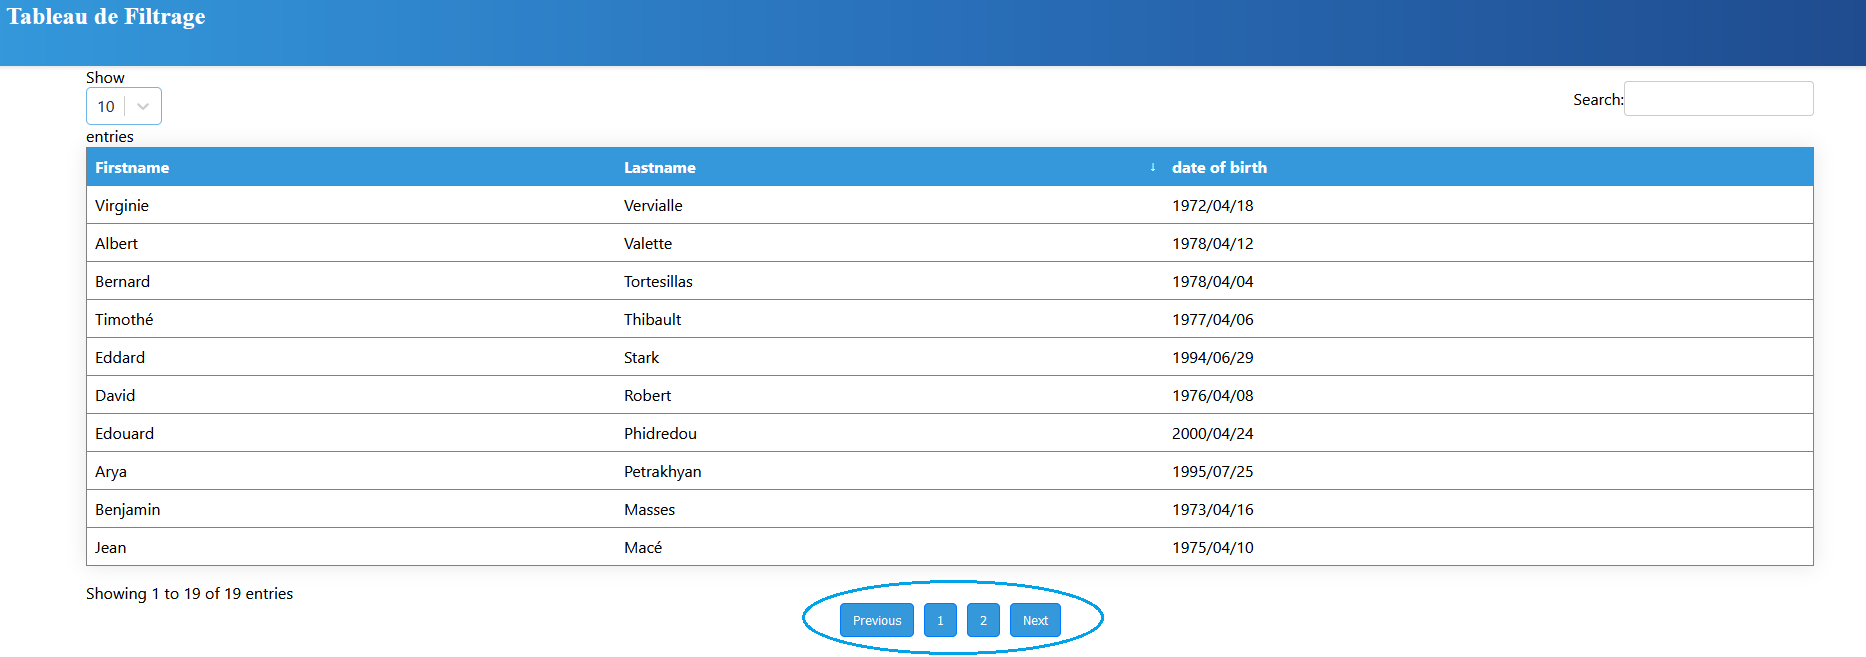 Tableau de Filtrage
Show
10
entries
Search:
Firstname Lastname ↓ date of birth
Virginie Vervialle 1972/04/18
Albert Valette 1978/04/12
Bernard Tortesillas 1978/04/04
Timothé Thibault 1977/04/06
Eddard Stark 1994/06/29
David Robert 1976/04/08
Edouard Phidredou 2000/04/24
Arya Petrakhyan 1995/07/25
Benjamin Masses 1973/04/16
Jean Macé 1975/04/10
Showing 1 to 19 of 19 entries
Previous 1 2 Next